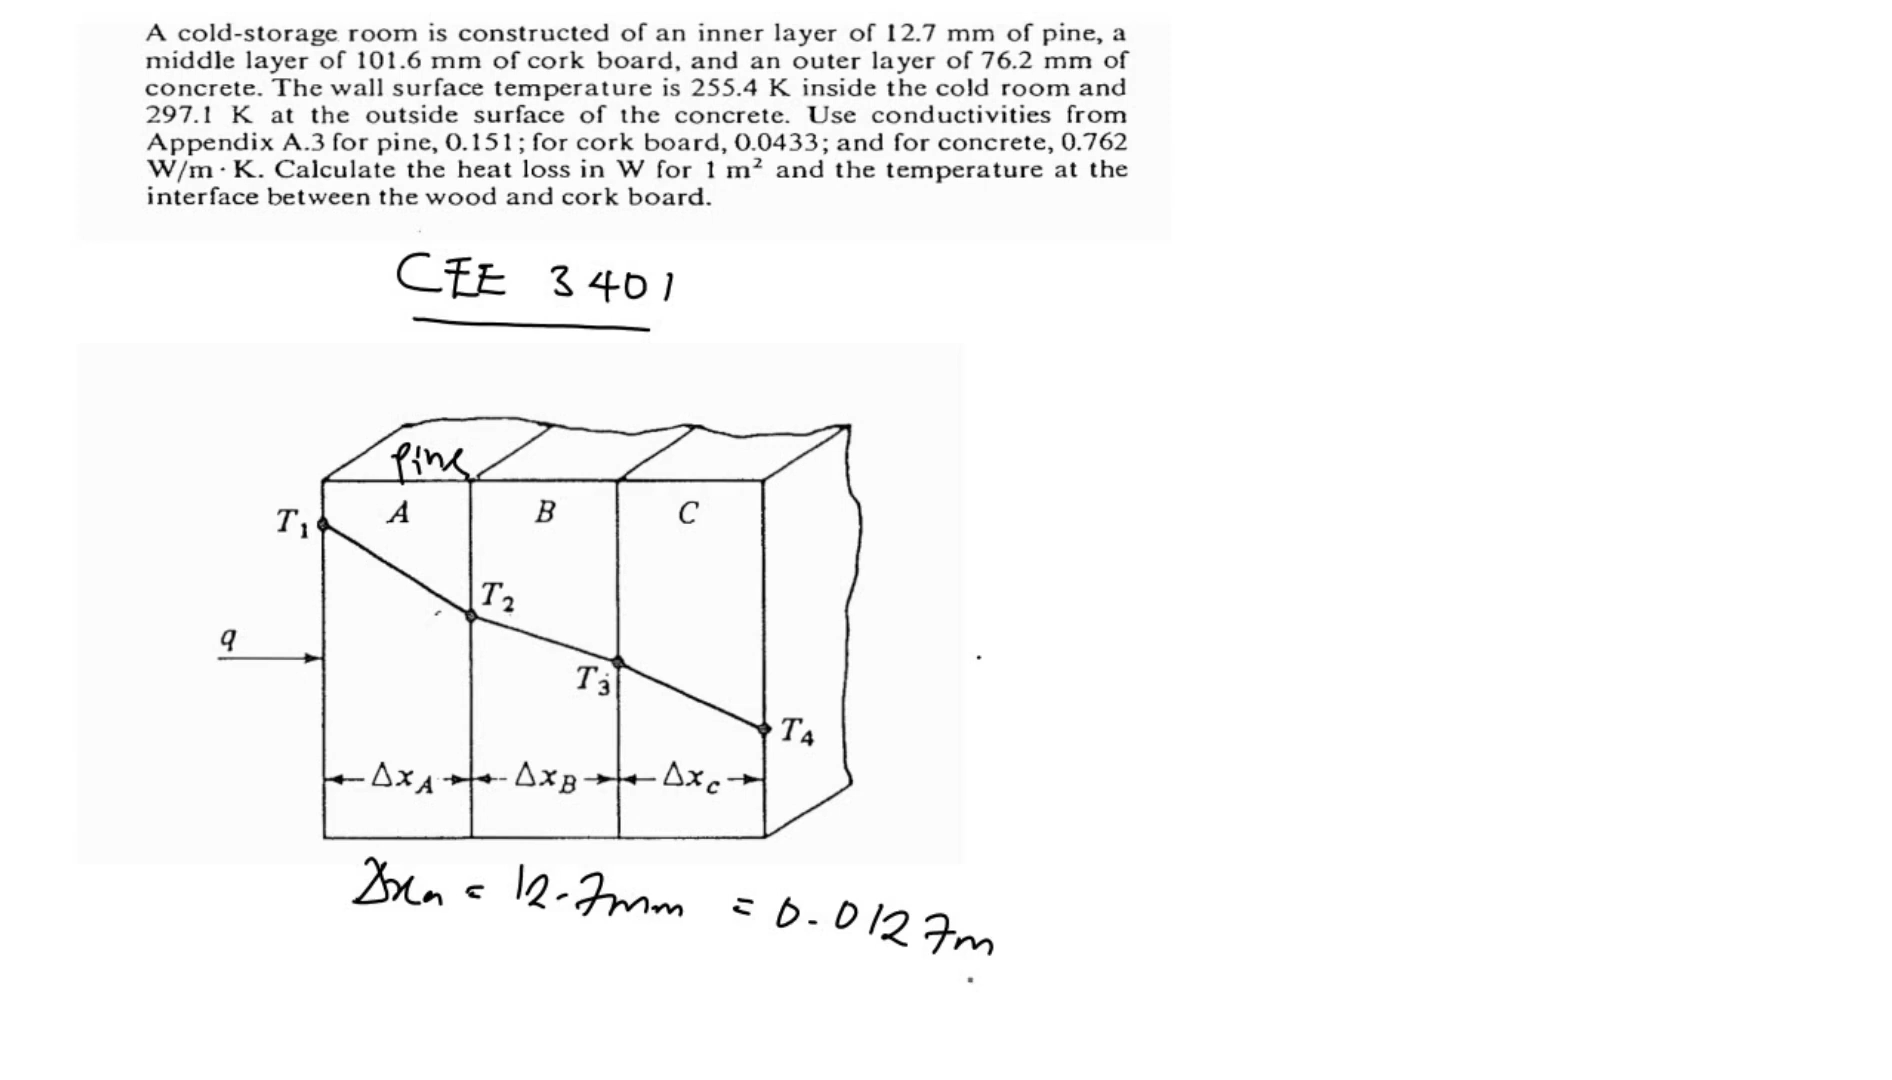 A cold-storage room is constructed of an inner layer of 12.7 mm of pine, a
middle layer of 101.6 mm of cork board, and an outer layer of 76.2 mm of
concrete. The wall surface temperature is 255.4 K inside the cold room and
297.1 K at the outside surface of the concrete. Use conductivities from
Appendix A.3 for pine, 0.151; for cork board, 0.0433; and for concrete, 0.762
W/m · K. Calculate the heat loss in W for 1 m² and the temperature at the
interface between the wood and cork board.
CEE 3401
pine
A B C
T₁
T₂
q
T₃
T₄
Δx_A Δx_B Δx_C
Δx_A = 12.7mm = 0.0127m